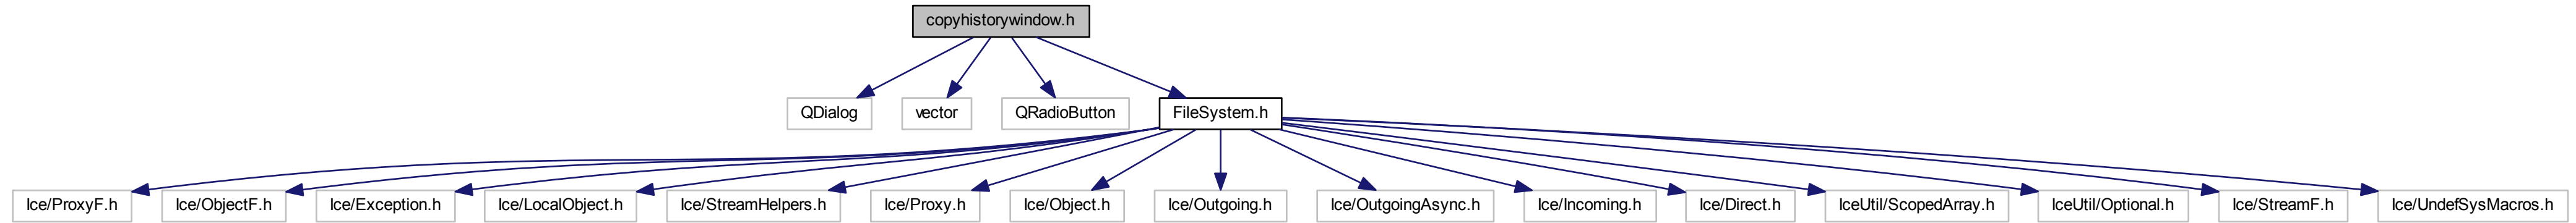 copyhistorywindow.h
QDialog
vector
QRadioButton
FileSystem.h
Ice/ProxyF.h
Ice/ObjectF.h
Ice/Exception.h
Ice/LocalObject.h
Ice/StreamHelpers.h
Ice/Proxy.h
Ice/Object.h
Ice/Outgoing.h
Ice/OutgoingAsync.h
Ice/Incoming.h
Ice/Direct.h
IceUtil/ScopedArray.h
IceUtil/Optional.h
Ice/StreamF.h
Ice/UndefSysMacros.h